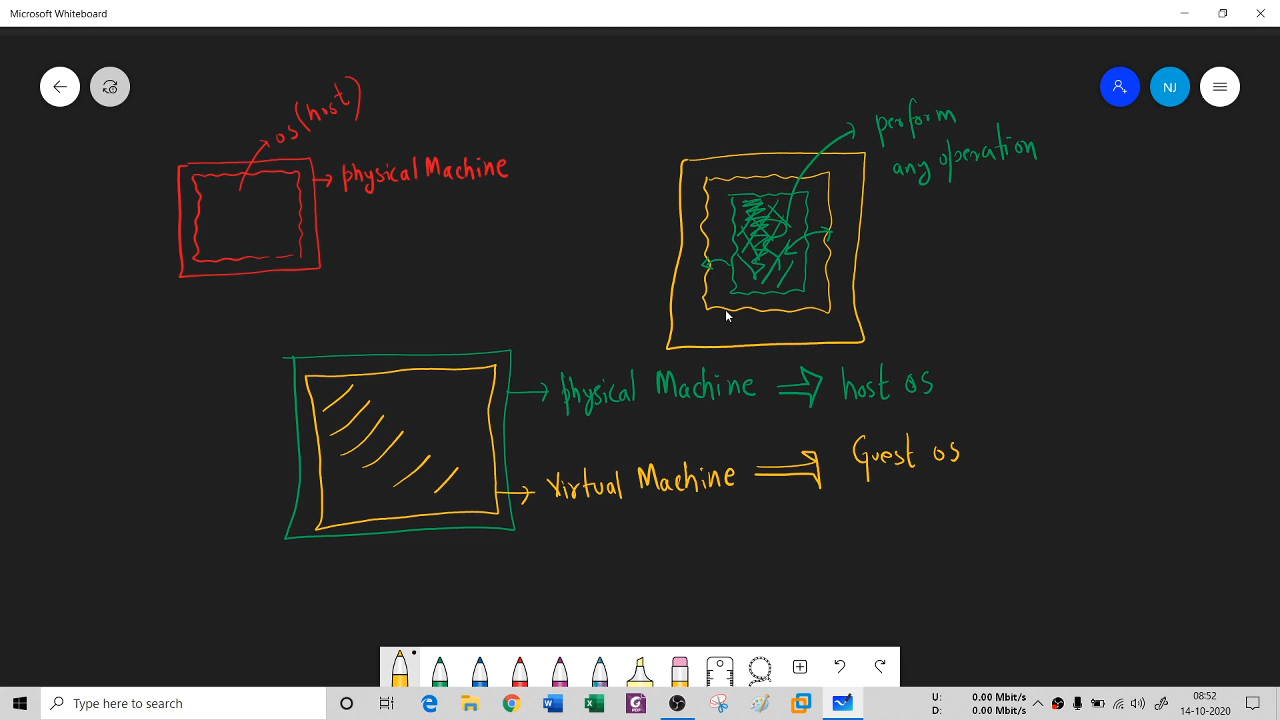 Microsoft Whiteboard
NJ
os(host)
physical Machine
perform
any operation
physical Machine ⇒ host os
Virtual Machine ⇒ Guest os
Type here to search
U: 0.00 Mbit/s
D: 0.00 Mbit/s
08:52
14-10-2020